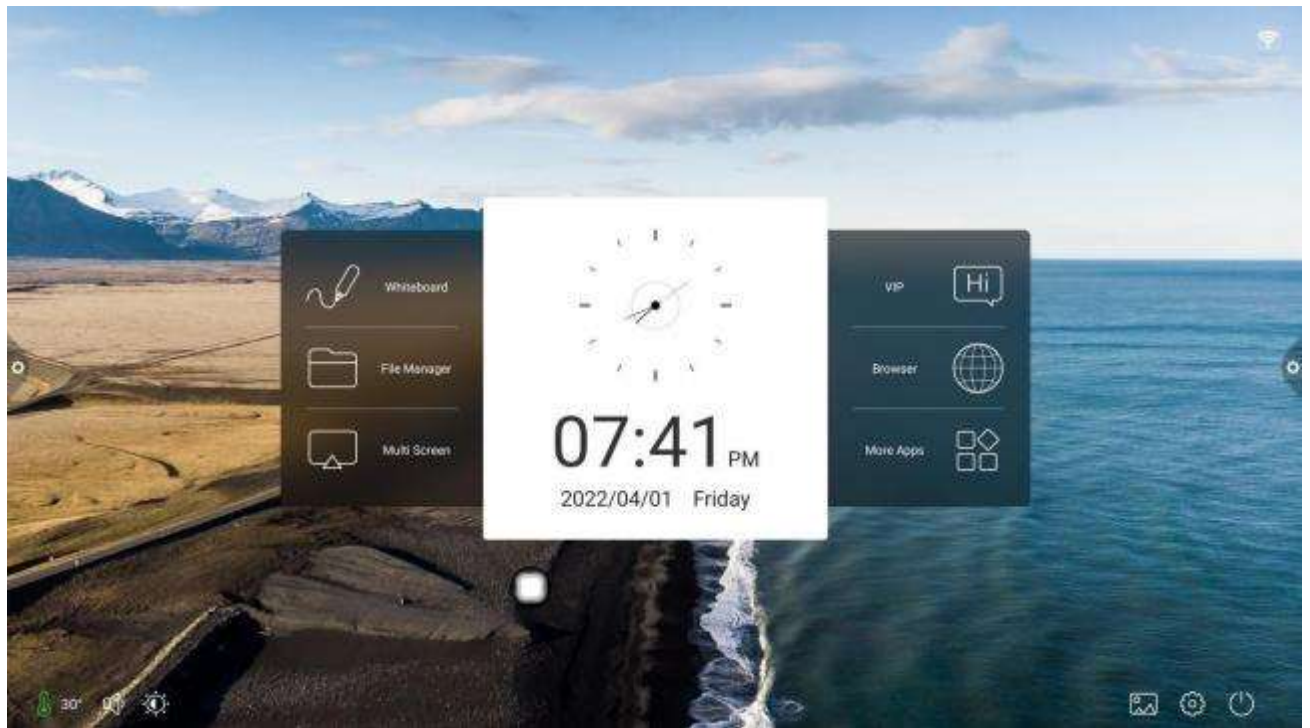 Whiteboard
File Manager
Multi Screen
07:41 PM
2022/04/01 Friday
VIP
Hi
Browser
More Apps
30°